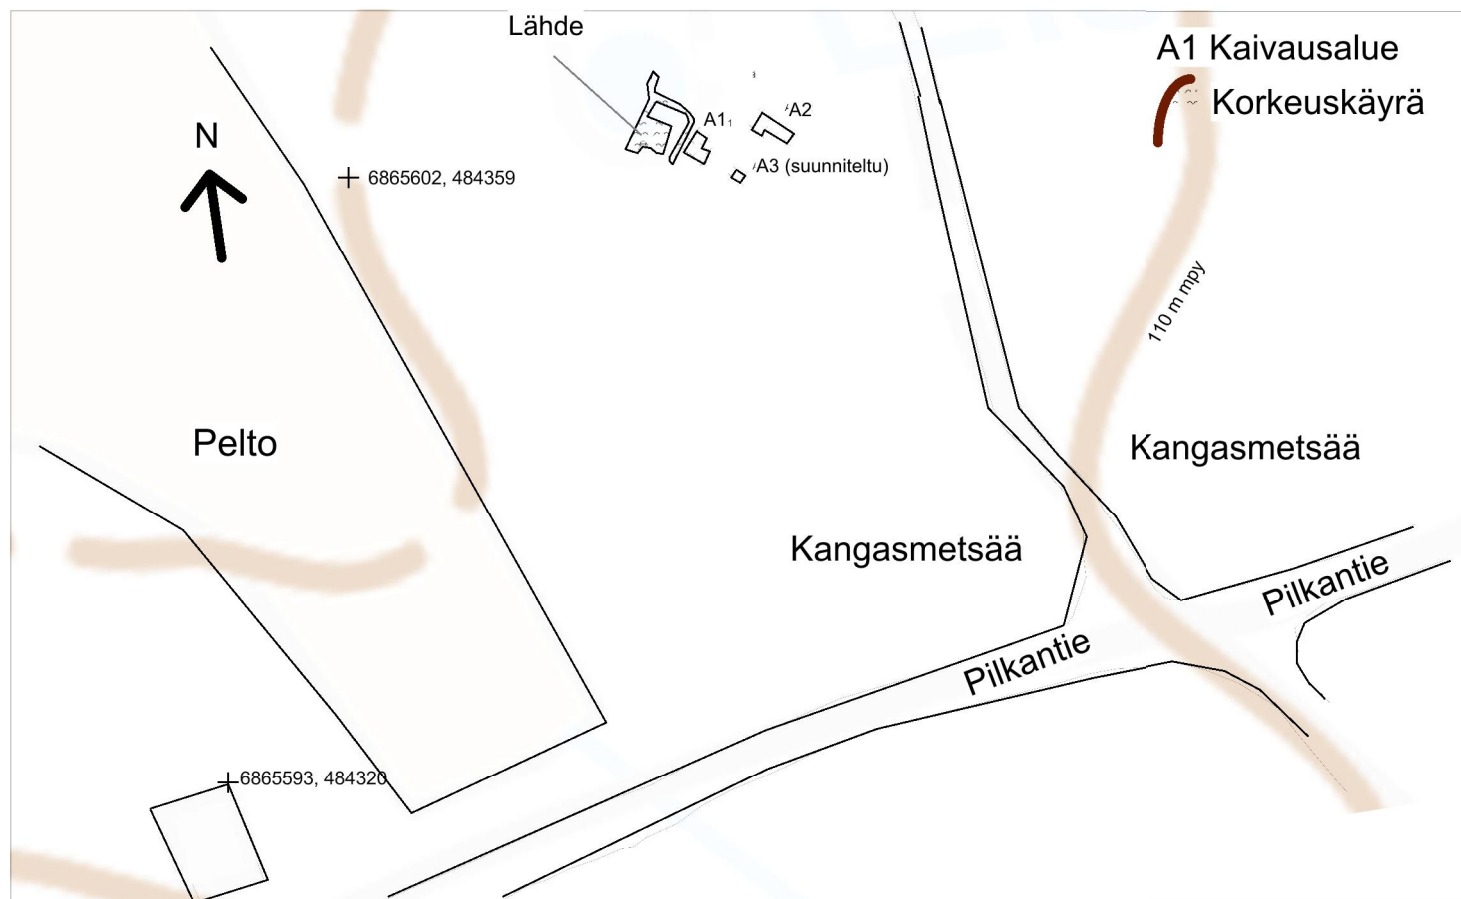 Lähde
A1 Kaivausalue
Korkeuskäyrä
N
A1
A2
A3 (suunniteltu)
6865602, 484359
110 m mpy
Pelto
Kangasmetsää
Kangasmetsää
Pilkantie
Pilkantie
6865593, 484320